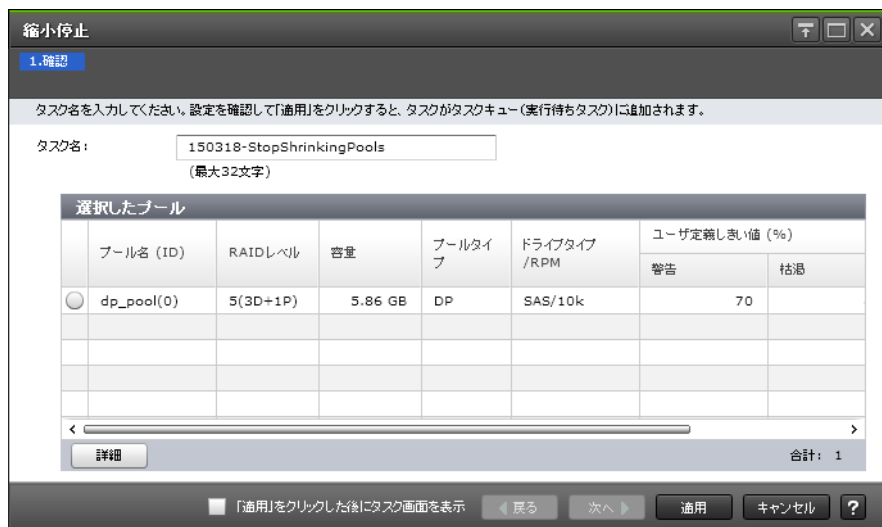 縮小停止
1.確認
タスク名を入力してください。設定を確認して「適用」をクリックすると、タスクがタスクキュー(実行待ちタスク)に追加されます。
タスク名: 150318-StopShrinkingPools
(最大32文字)
選択したプール
プール名 (ID) RAIDレベル 容量 プールタイプ ドライブタイプ/RPM ユーザ定義しきい値 (%)
警告 枯渇
dp_pool(0) 5(3D+1P) 5.86 GB DP SAS/10k 70
詳細 合計: 1
「適用」をクリックした後にタスク画面を表示 戻る 次へ 適用 キャンセル ?